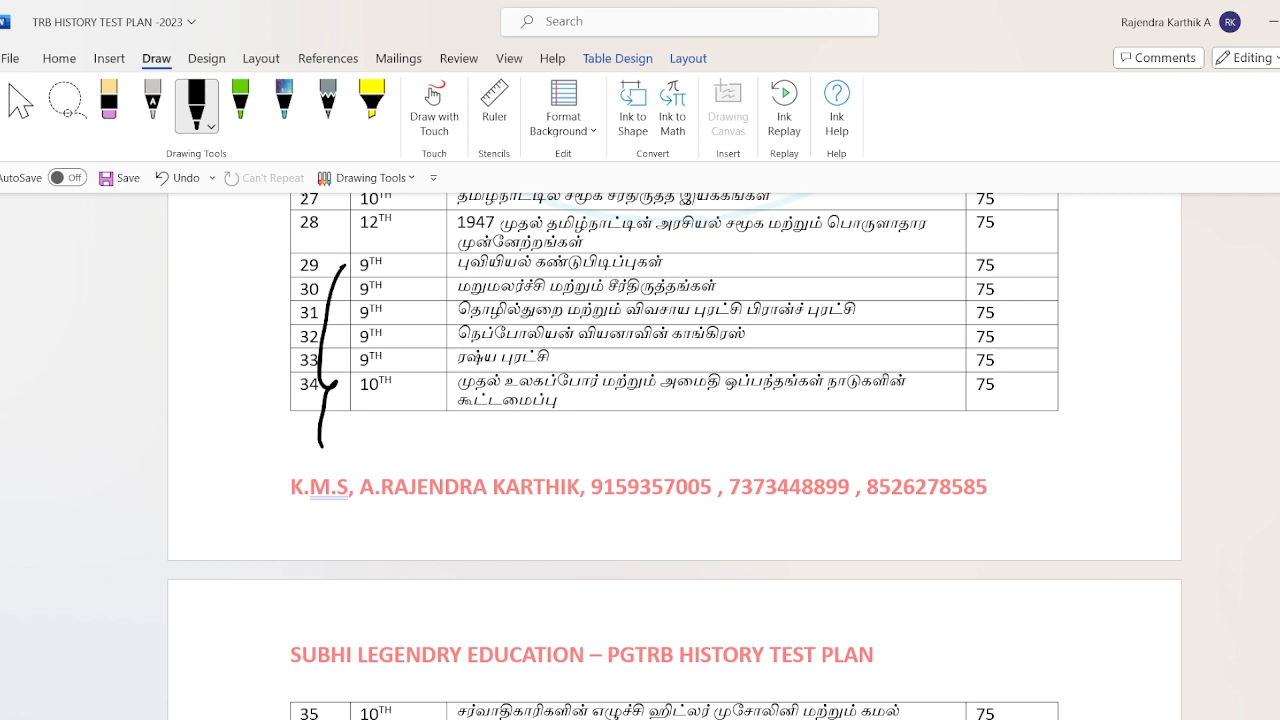 TRB HISTORY TEST PLAN -2023
Search
Rajendra Karthik A RK
File Home Insert Draw Design Layout References Mailings Review View Help Table Design Layout
Comments Editing
Draw with Touch
Ruler
Format Background
Ink to Shape
Ink to Math
Drawing Canvas
Ink Replay
Ink Help
Drawing Tools Touch Stencils Edit Convert Insert Replay Help
AutoSave Off Save Undo Can't Repeat Drawing Tools
27 10TH தமிழ்நாட்டில் சமூக சீர்திருத்த இயக்கங்கள் 75
28 12TH 1947 முதல் தமிழ்நாட்டின் அரசியல் சமூக மற்றும் பொருளாதார 75
முன்னேற்றங்கள்
29 9TH புவியியல் கண்டுபிடிப்புகள் 75
30 9TH மறுமலர்ச்சி மற்றும் சீர்திருத்தங்கள் 75
31 9TH தொழில்துறை மற்றும் விவசாய புரட்சி பிரான்ச் புரட்சி 75
32 9TH நெப்போலியன் வியனாவின் காங்கிரஸ் 75
33 9TH ரஷ்ய புரட்சி 75
34 10TH முதல் உலகப்போர் மற்றும் அமைதி ஒப்பந்தங்கள் நாடுகளின் 75
கூட்டமைப்பு
K.M.S, A.RAJENDRA KARTHIK, 9159357005 , 7373448899 , 8526278585
SUBHI LEGENDRY EDUCATION – PGTRB HISTORY TEST PLAN
35 10TH சர்வாதிகாரிகளின் எழுச்சி ஹிட்லர் முசோலினி மற்றும் கமல் 75